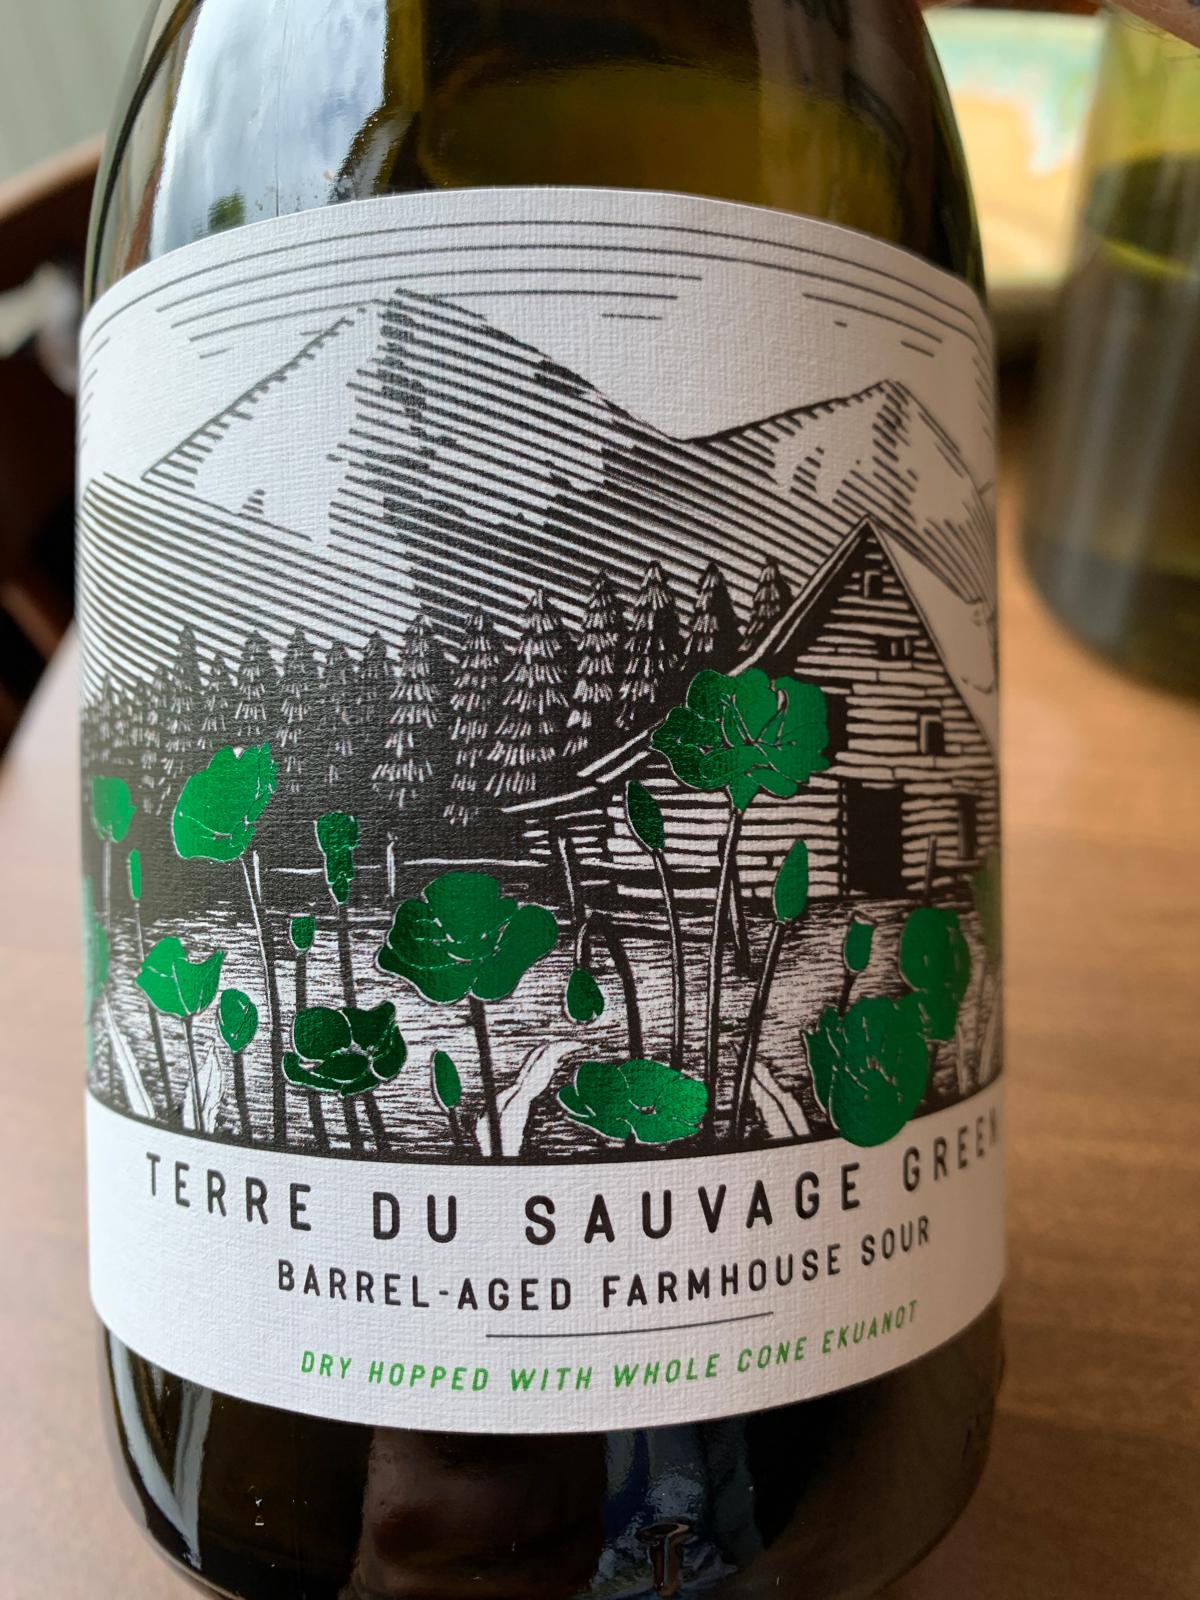 TERRE DU SAUVAGE GREEN
BARREL-AGED FARMHOUSE SOUR
DRY HOPPED WITH WHOLE CONE EKUANOT